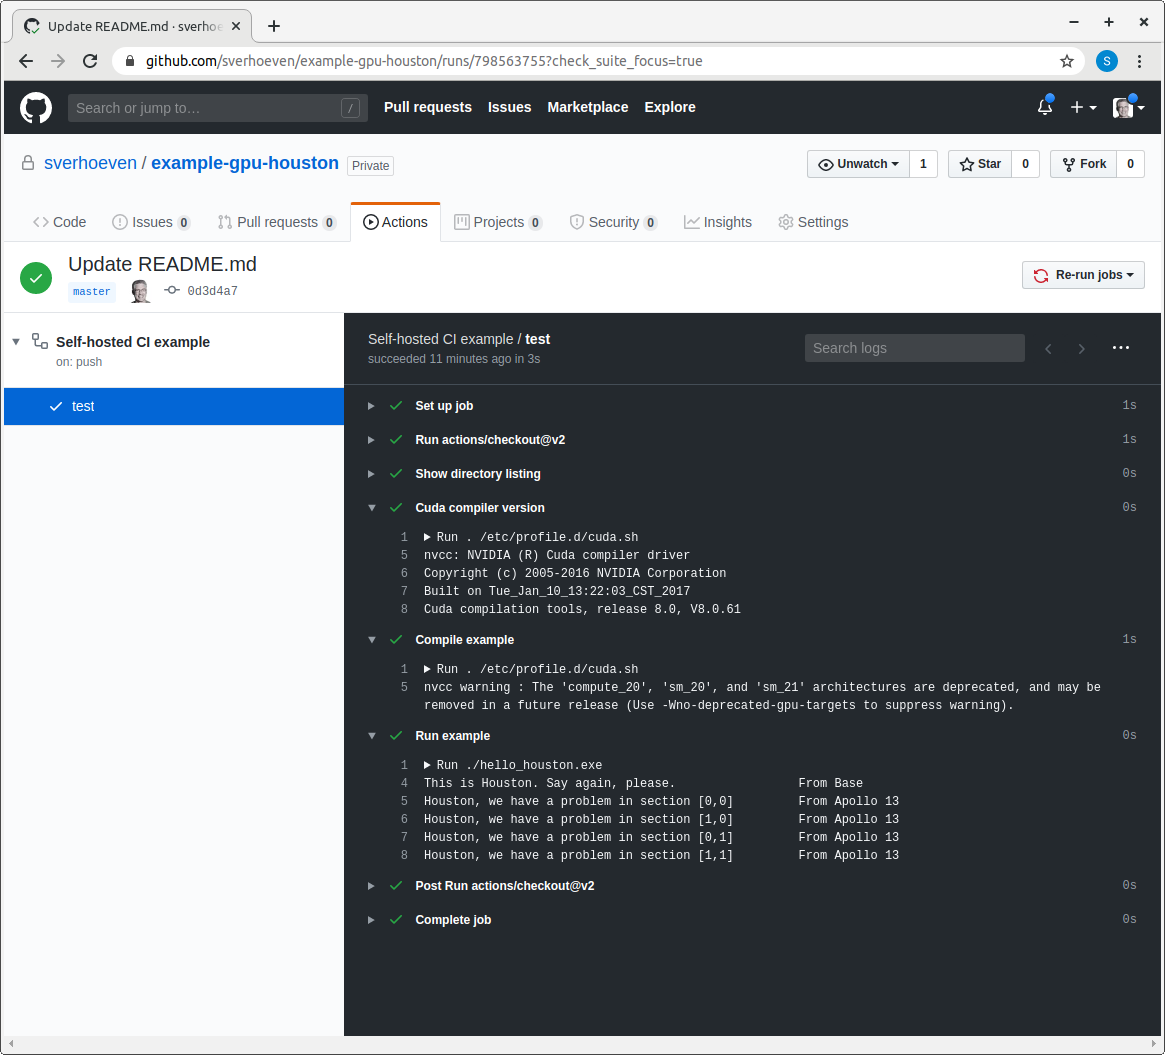 Update README.md · sverhoe
github.com/sverhoeven/example-gpu-houston/runs/798563755?check_suite_focus=true
S
Search or jump to…
/
Pull requests
Issues
Marketplace
Explore
sverhoeven / example-gpu-houston
Private
Unwatch
1
Star
0
Fork
0
Code
Issues 0
Pull requests 0
Actions
Projects 0
Security 0
Insights
Settings
Update README.md
master
0d3d4a7
Re-run jobs
Self-hosted CI example
on: push
test
Self-hosted CI example / test
succeeded 11 minutes ago in 3s
Search logs
Set up job 1s
Run actions/checkout@v2 1s
Show directory listing 0s
Cuda compiler version 0s
1 Run . /etc/profile.d/cuda.sh
5 nvcc: NVIDIA (R) Cuda compiler driver
6 Copyright (c) 2005-2016 NVIDIA Corporation
7 Built on Tue_Jan_10_13:22:03_CST_2017
8 Cuda compilation tools, release 8.0, V8.0.61
Compile example 1s
1 Run . /etc/profile.d/cuda.sh
5 nvcc warning : The 'compute_20', 'sm_20', and 'sm_21' architectures are deprecated, and may be
removed in a future release (Use -Wno-deprecated-gpu-targets to suppress warning).
Run example 0s
1 Run ./hello_houston.exe
4 This is Houston. Say again, please. From Base
5 Houston, we have a problem in section [0,0] From Apollo 13
6 Houston, we have a problem in section [1,0] From Apollo 13
7 Houston, we have a problem in section [0,1] From Apollo 13
8 Houston, we have a problem in section [1,1] From Apollo 13
Post Run actions/checkout@v2 0s
Complete job 0s